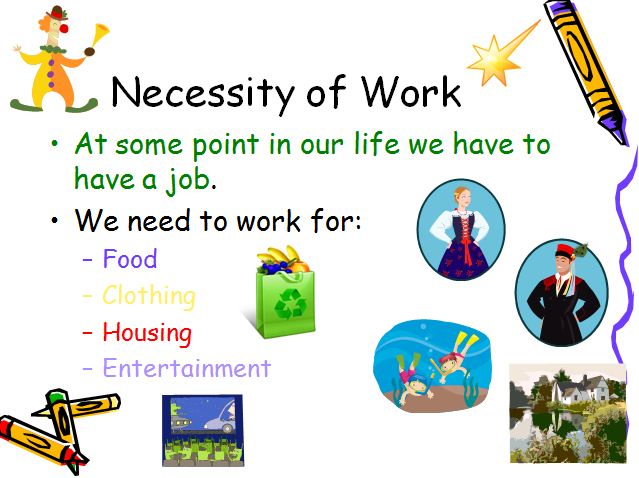 Necessity of Work
• At some point in our life we have to
have a job.
• We need to work for:
– Food
– Clothing
– Housing
– Entertainment